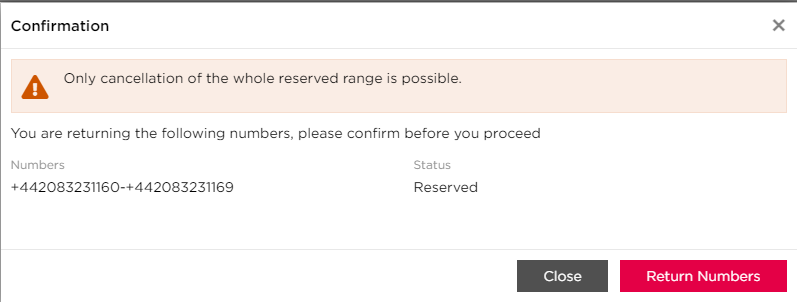 Confirmation
Only cancellation of the whole reserved range is possible.
You are returning the following numbers, please confirm before you proceed
Numbers
Status
+442083231160-+442083231169
Reserved
Close
Return Numbers